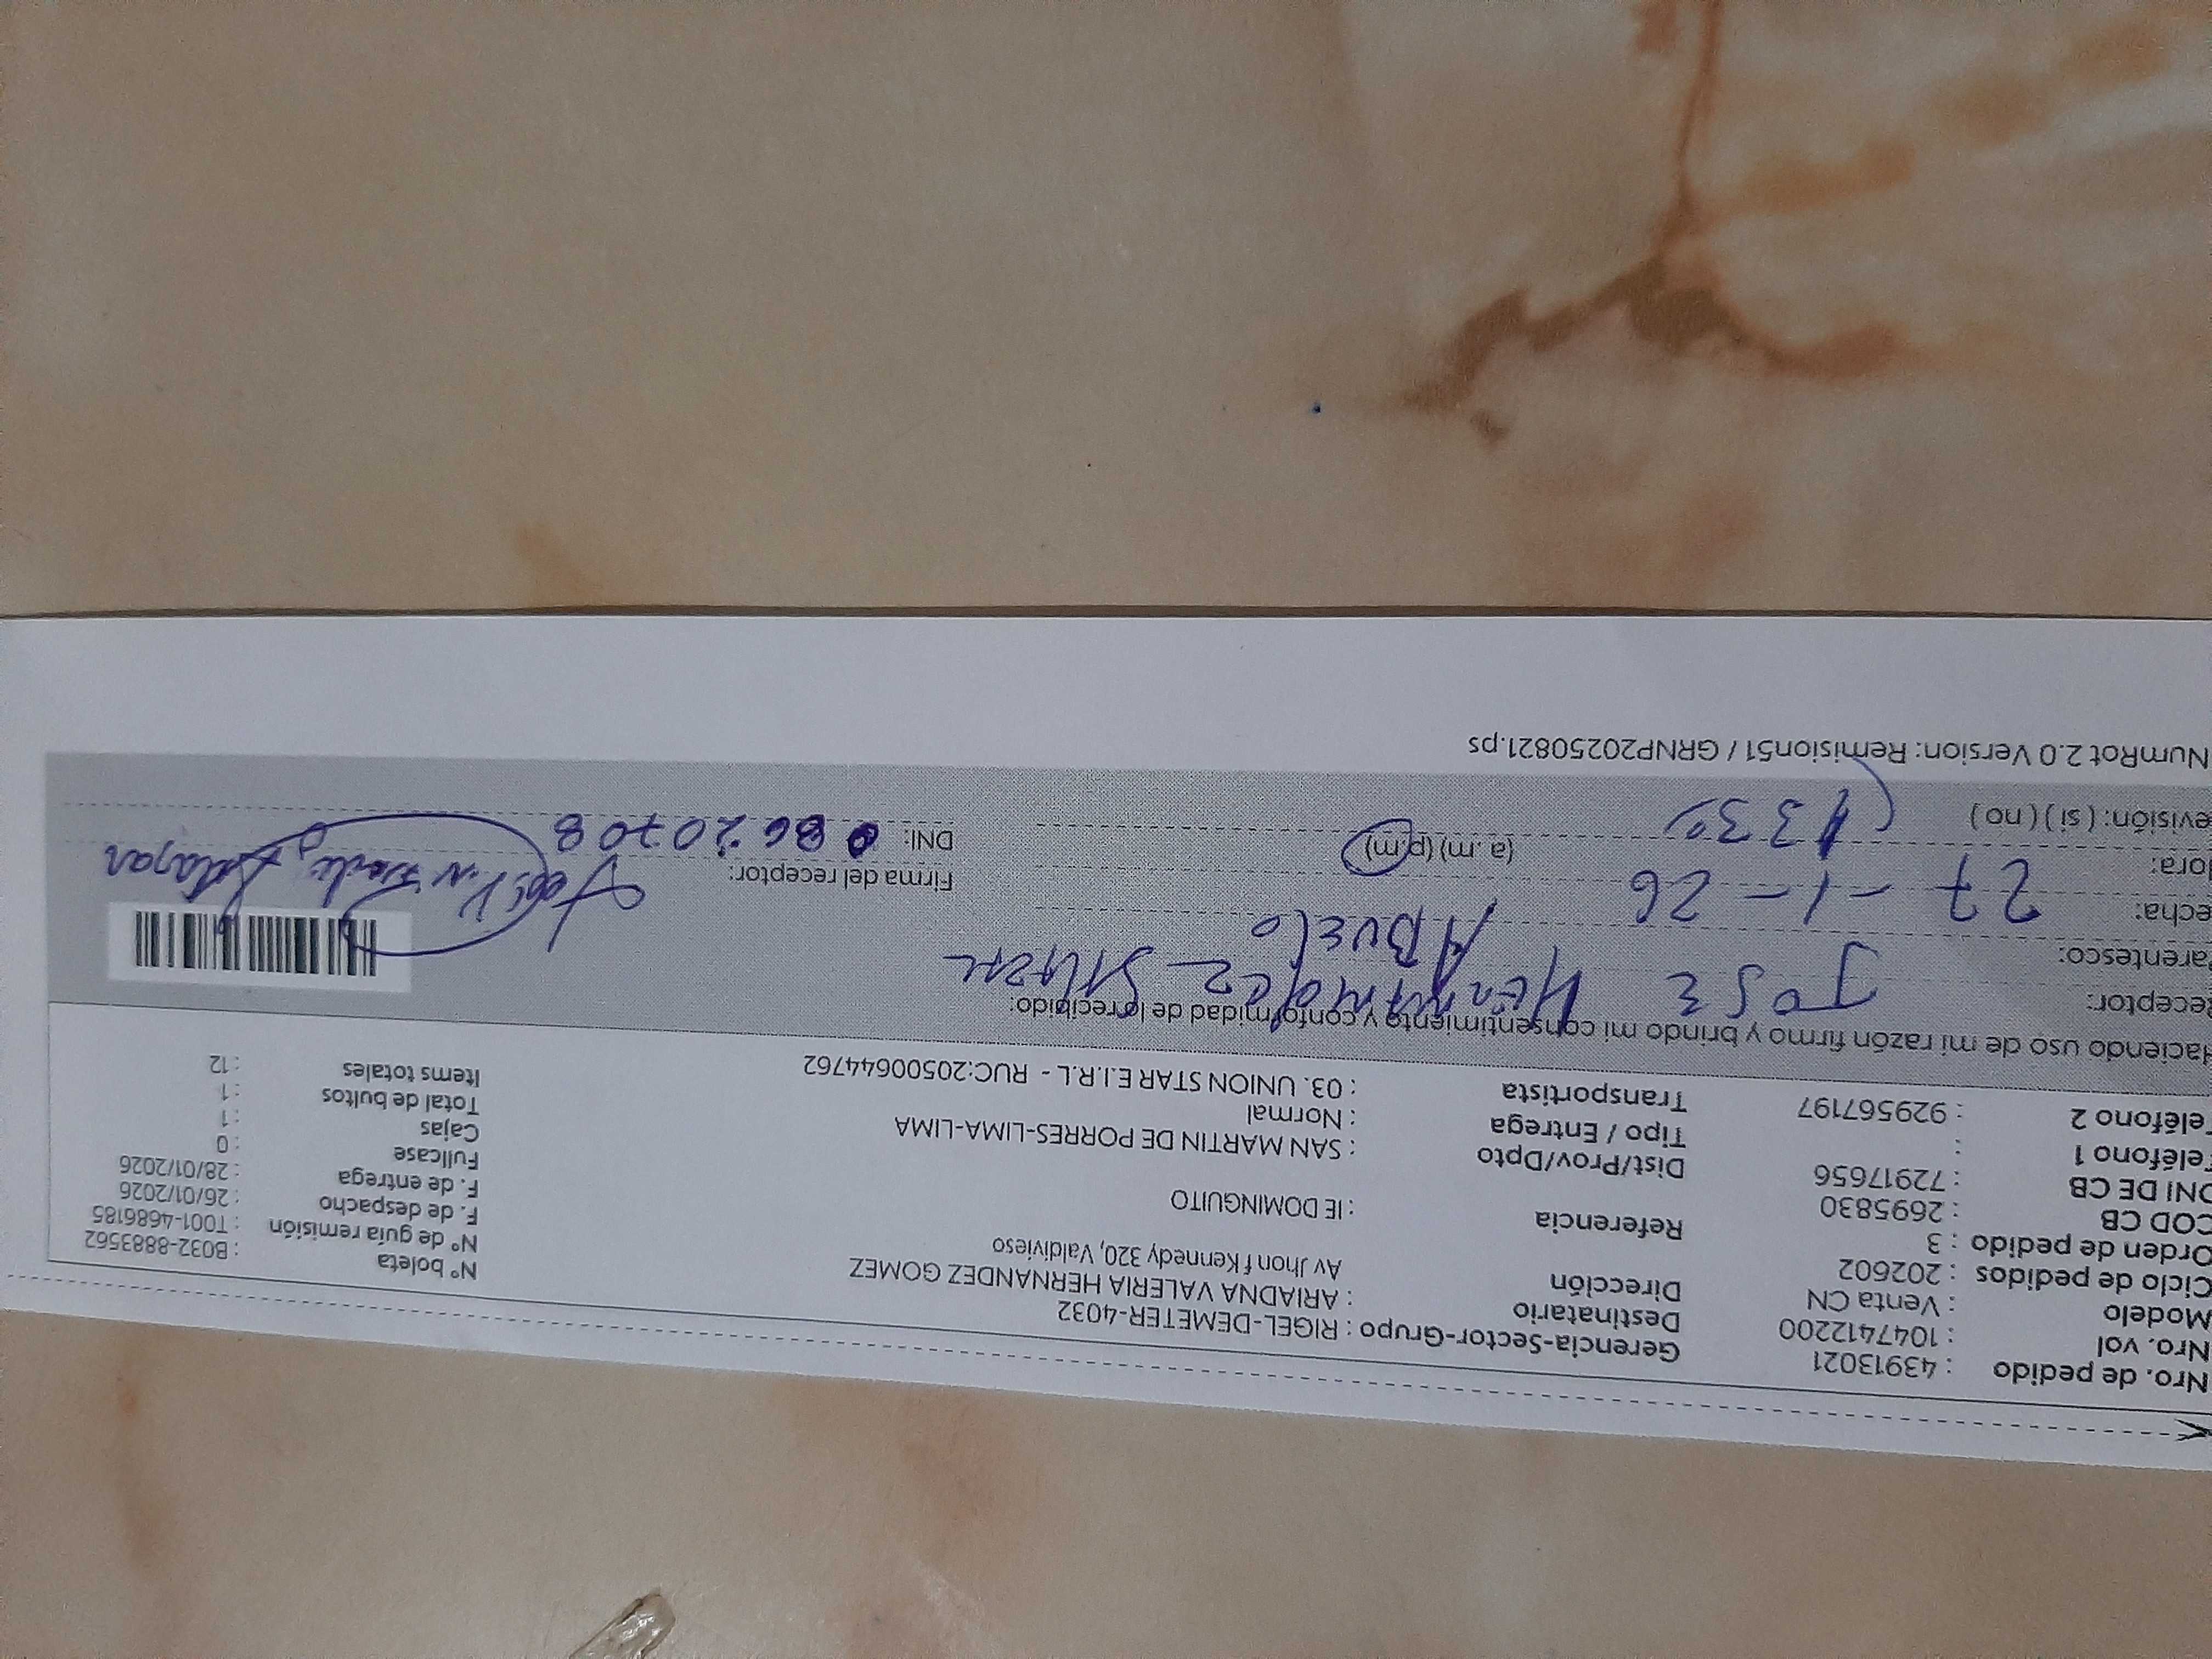 Nro. de pedido : 43913021
Nro. vol : 1047412200
Modelo : Venta CN
Ciclo de pedidos : 202602
Orden de pedido : 3
COD CB : 2695830
DNI DE CB : 72917656
Teléfono 1 :
Teléfono 2 : 929567197
Gerencia-Sector-Grupo : RIGEL-DEMETER-4032
Destinatario : ARIADNA VALERIA HERNANDEZ GOMEZ
Dirección Av Jhon f Kennedy 320, Valdivieso
Referencia : IE DOMINGUITO
Dist/Prov/Dpto : SAN MARTIN DE PORRES-LIMA-LIMA
Tipo / Entrega : Normal
Transportista : 03. UNION STAR E.I.R.L - RUC:20500644762
Nº boleta : B032-8883562
Nº de guía remisión : T001-4686185
F. de despacho : 26/01/2026
F. de entrega : 28/01/2026
Fullcase : 0
Cajas : 1
Total de bultos : 1
Items totales : 12
Haciendo uso de mi razón firmo y brindo mi consentimiento y conformidad de lo recibido:
Receptor: JOSE HERNANDEZ
Parentesco: ABUELO
Fecha: 27-1-26
Hora: 1330 (a.m) (p.m)
evisión: ( si ) ( no )
Firma del receptor:
DNI: 08620708
NumRot 2.0 Version: Remision51 / GRNP20250821.ps